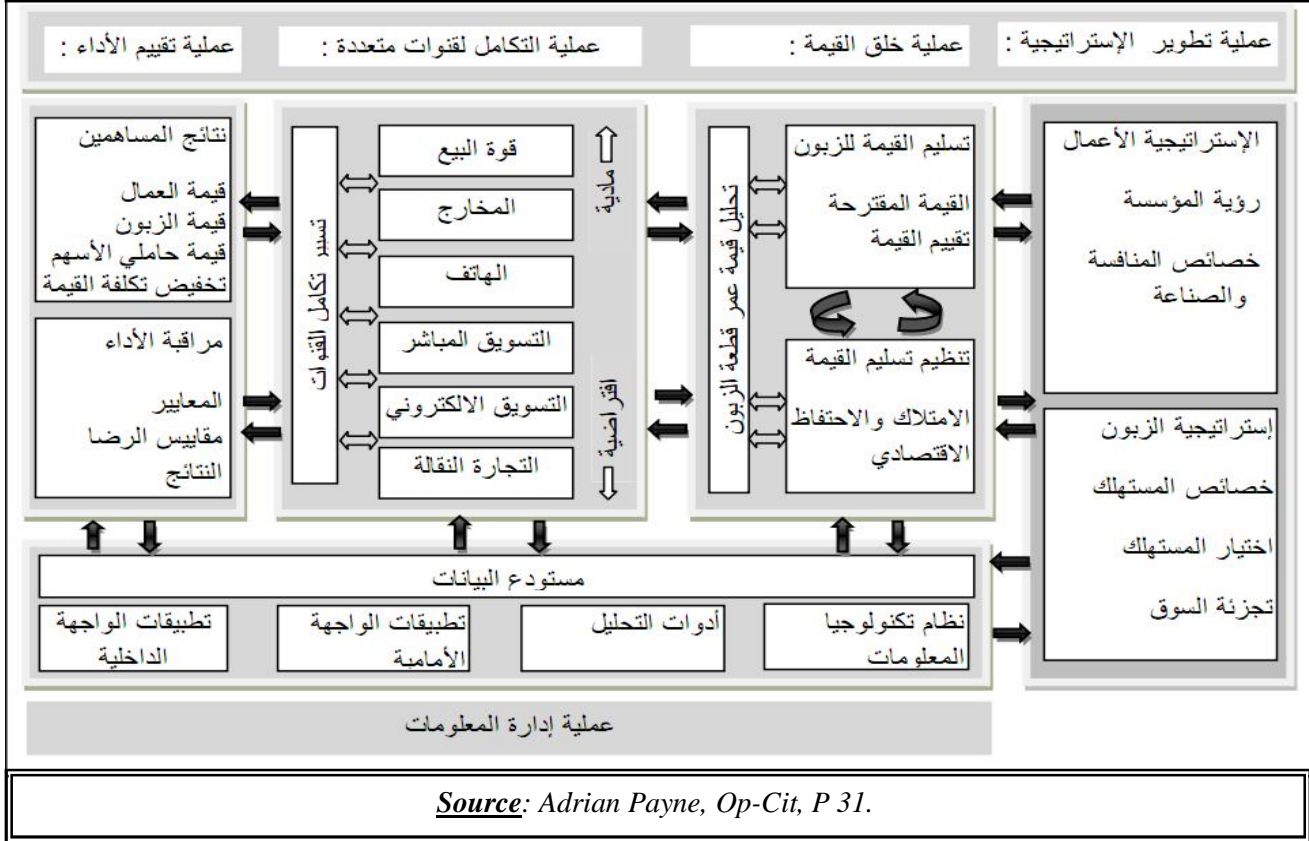 عملية تطوير الإستراتيجية :
عملية خلق القيمة :
عملية التكامل لقنوات متعددة :
عملية تقييم الأداء :
الإستراتيجية الأعمال
رؤية المؤسسة
خصائص المنافسة
والصناعة
إستراتيجية الزبون
خصائص المستهلك
اختيار المستهلك
تجزئة السوق
تسليم القيمة للزبون
القيمة المقترحة
تقييم القيمة
تنظيم تسليم القيمة
الامتلاك والاحتفاظ
الاقتصادي
تحليل قيمة عمر قطعة الزبون
مادية
افتراضية
قوة البيع
المخارج
الهاتف
التسويق المباشر
التسويق الالكتروني
التجارة النقالة
تسيير تكامل القنوات
نتائج المساهمين
قيمة العمال
قيمة الزبون
قيمة حاملي الأسهم
تخفيض تكلفة القيمة
مراقبة الأداء
المعايير
مقاييس الرضا
النتائج
مستودع البيانات
نظام تكنولوجيا
المعلومات
أدوات التحليل
تطبيقات الواجهة
الأمامية
تطبيقات الواجهة
الداخلية
عملية إدارة المعلومات
Source: Adrian Payne, Op-Cit, P 31.